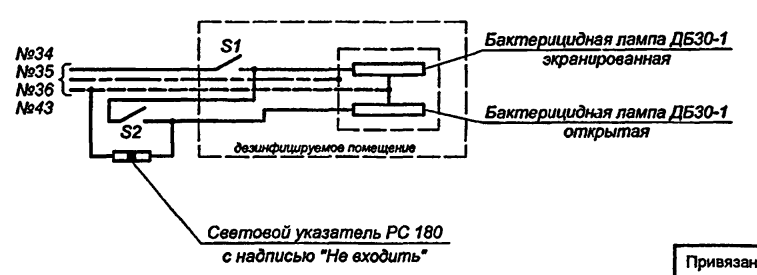 №34
№35
№36
№43
S1
S2
Бактерицидная лампа ДБ30-1
экранированная
Бактерицидная лампа ДБ30-1
открытая
дезинфицируемое помещение
Световой указатель РС 180
с надписью "Не входить"
Привязан